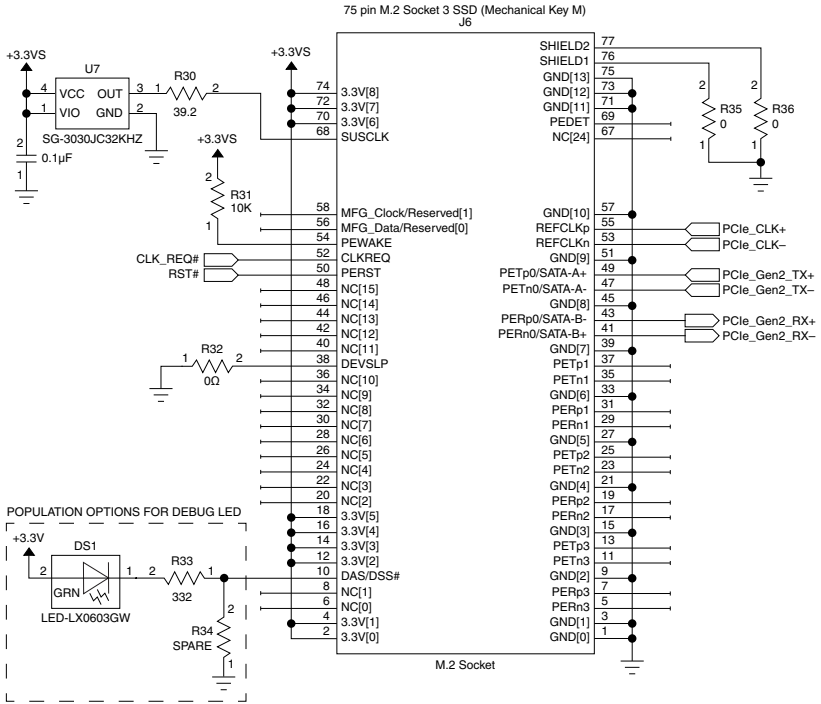 75 pin M.2 Socket 3 SSD (Mechanical Key M)
J6
+3.3VS
U7
4 VCC OUT 3
1 VIO GND 2
SG-3030JC32KHZ
2
0.1µF
1
1 R30 2
39.2
+3.3VS
2
R31
10K
1
+3.3VS
74 3.3V[8]
72 3.3V[7]
70 3.3V[6]
68 SUSCLK
58 MFG_Clock/Reserved[1]
56 MFG_Data/Reserved[0]
54 PEWAKE
CLK_REQ# 52 CLKREQ
RST# 50 PERST
48 NC[15]
46 NC[14]
44 NC[13]
42 NC[12]
40 NC[11]
1 R32 2
0Ω
38 DEVSLP
36 NC[10]
34 NC[9]
32 NC[8]
30 NC[7]
28 NC[6]
26 NC[5]
24 NC[4]
22 NC[3]
20 NC[2]
18 3.3V[5]
16 3.3V[4]
14 3.3V[3]
12 3.3V[2]
10 DAS/DSS#
8 NC[1]
6 NC[0]
4 3.3V[1]
2 3.3V[0]
SHIELD2 77
SHIELD1 76
GND[13] 75
GND[12] 73
GND[11] 71
PEDET 69
NC[24] 67
2
R35
0
1
2
R36
0
1
GND[10] 57
REFCLKp 55 PCIe_CLK+
REFCLKn 53 PCIe_CLK–
GND[9] 51
PETp0/SATA-A+ 49 PCIe_Gen2_TX+
PETn0/SATA-A- 47 PCIe_Gen2_TX–
GND[8] 45
PERp0/SATA-B- 43 PCIe_Gen2_RX+
PERn0/SATA-B+ 41 PCIe_Gen2_RX–
GND[7] 39
PETp1 37
PETn1 35
GND[6] 33
PERp1 31
PERn1 29
GND[5] 27
PETp2 25
PETn2 23
GND[4] 21
PERp2 19
PERn2 17
GND[3] 15
PETp3 13
PETn3 11
GND[2] 9
PERp3 7
PERn3 5
GND[1] 3
GND[0] 1
M.2 Socket
POPULATION OPTIONS FOR DEBUG LED
+3.3V
DS1
2 GRN 1
LED-LX0603GW
2 R33 1
332
2
R34
SPARE
1